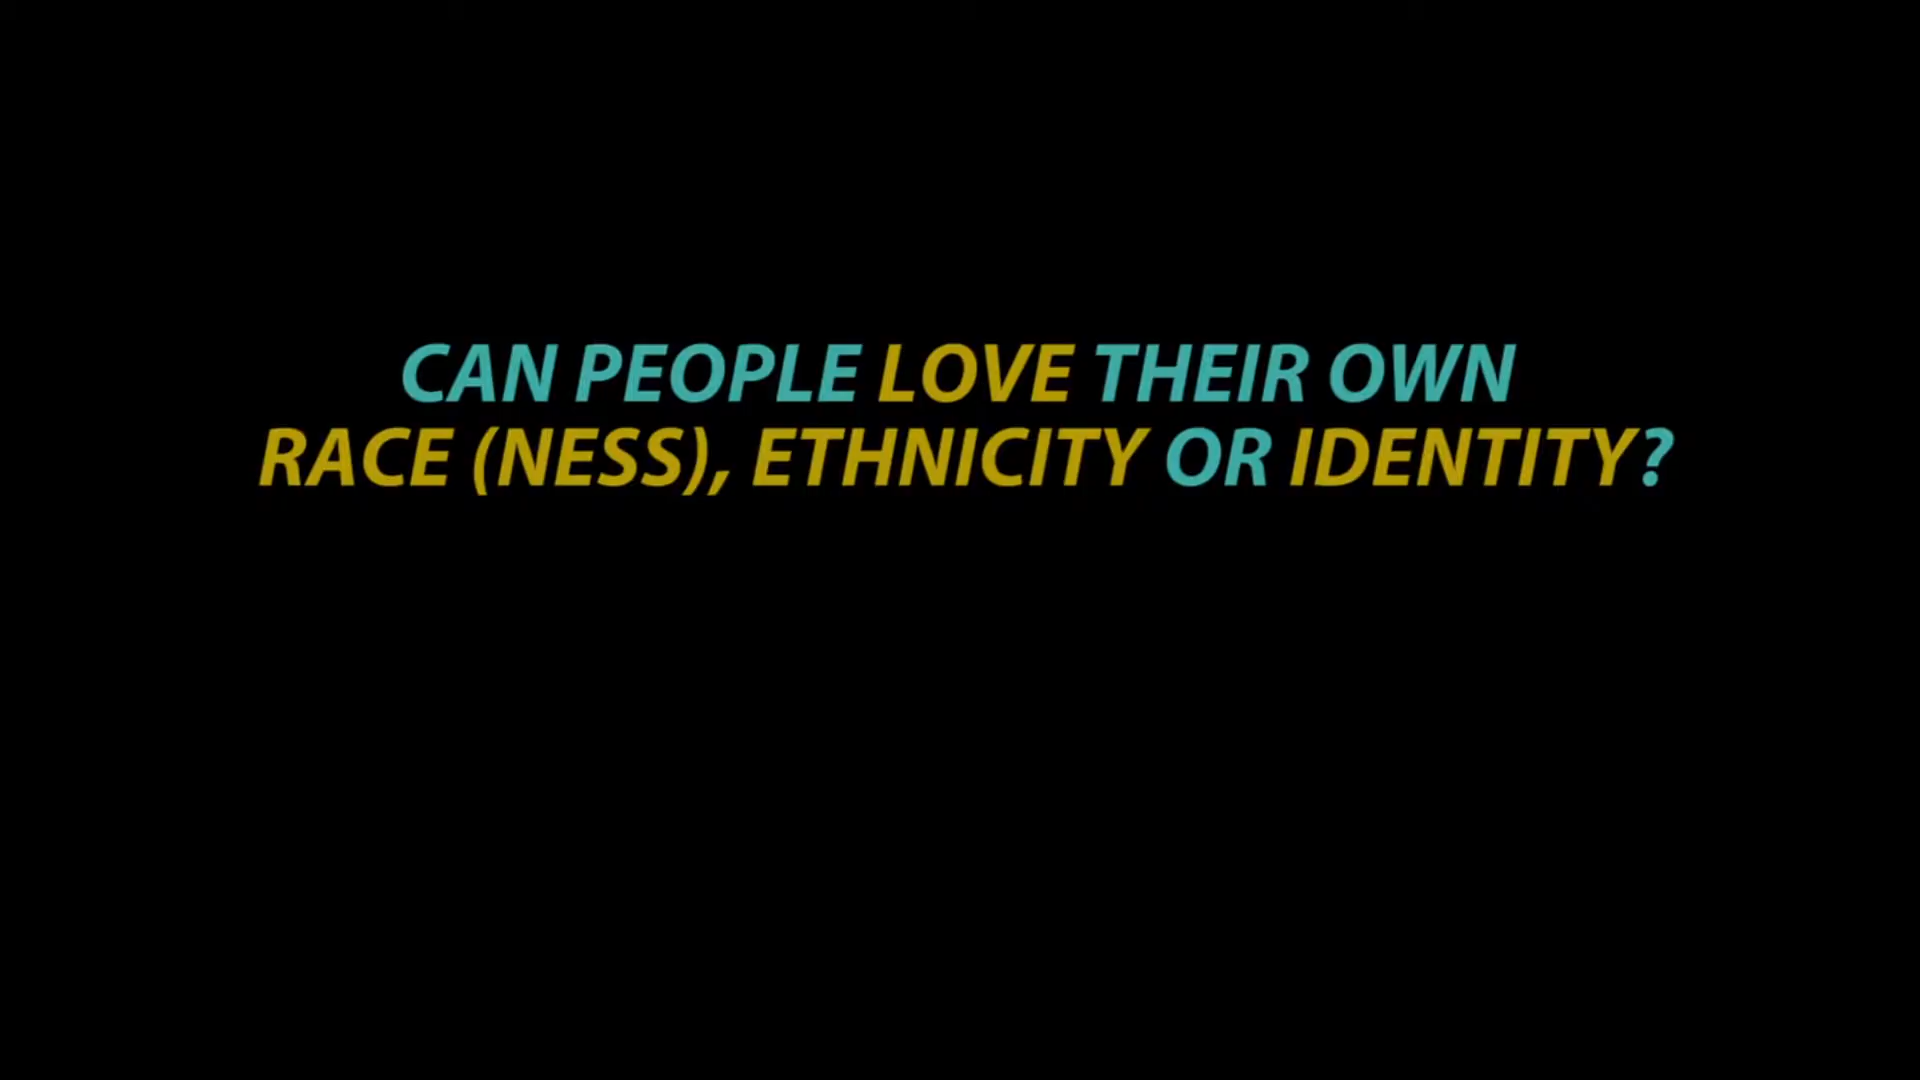 CAN PEOPLE LOVE THEIR OWN
RACE (NESS), ETHNICITY OR IDENTITY?